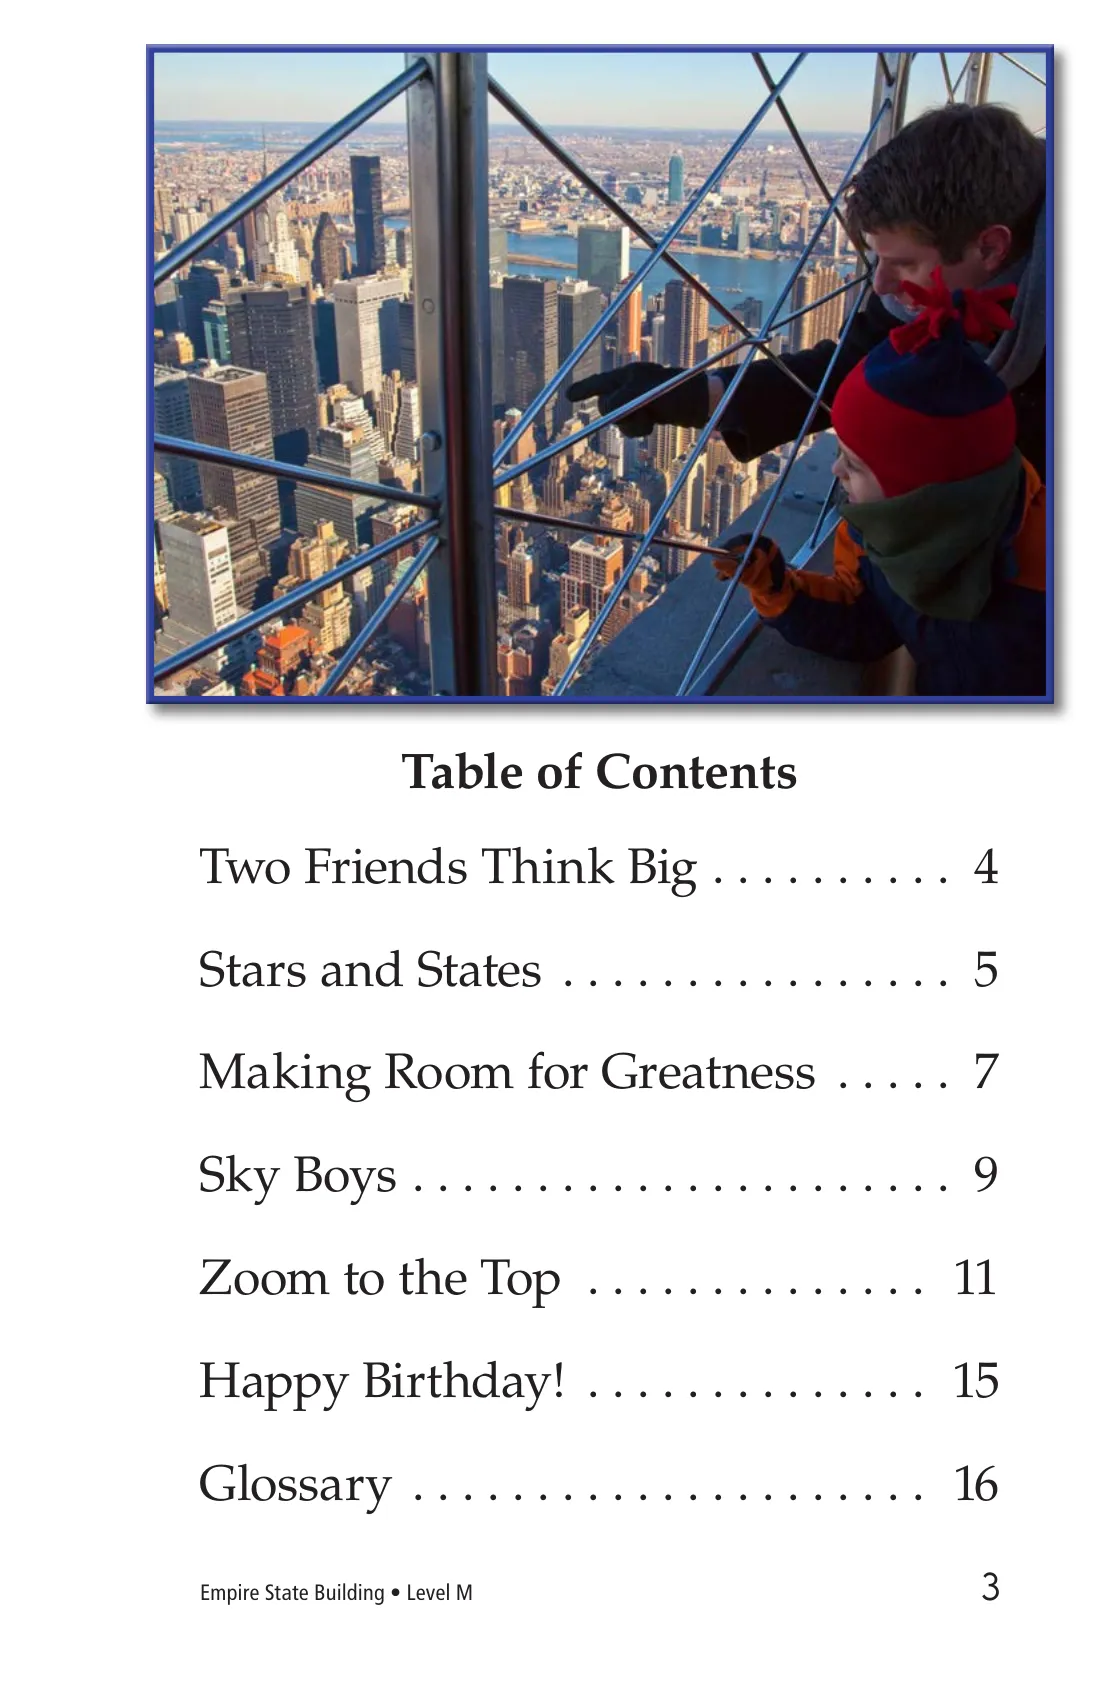 Table of Contents
Two Friends Think Big . . . . . . . . . . 4
Stars and States . . . . . . . . . . . . . . . . 5
Making Room for Greatness . . . . . 7
Sky Boys . . . . . . . . . . . . . . . . . . . . . . 9
Zoom to the Top . . . . . . . . . . . . . . 11
Happy Birthday! . . . . . . . . . . . . . . 15
Glossary . . . . . . . . . . . . . . . . . . . . . 16
Empire State Building • Level M 3